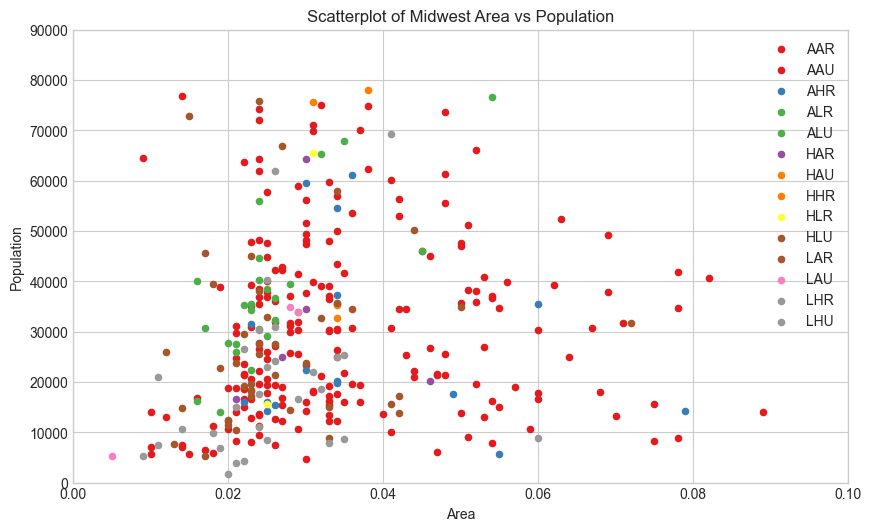 Scatterplot of Midwest Area vs Population
90000
80000
70000
60000
50000
40000
30000
20000
10000
0
Population
0.00
0.02
0.04
0.06
0.08
0.10
Area
AAR
AAU
AHR
ALR
ALU
HAR
HAU
HHR
HLR
HLU
LAR
LAU
LHR
LHU